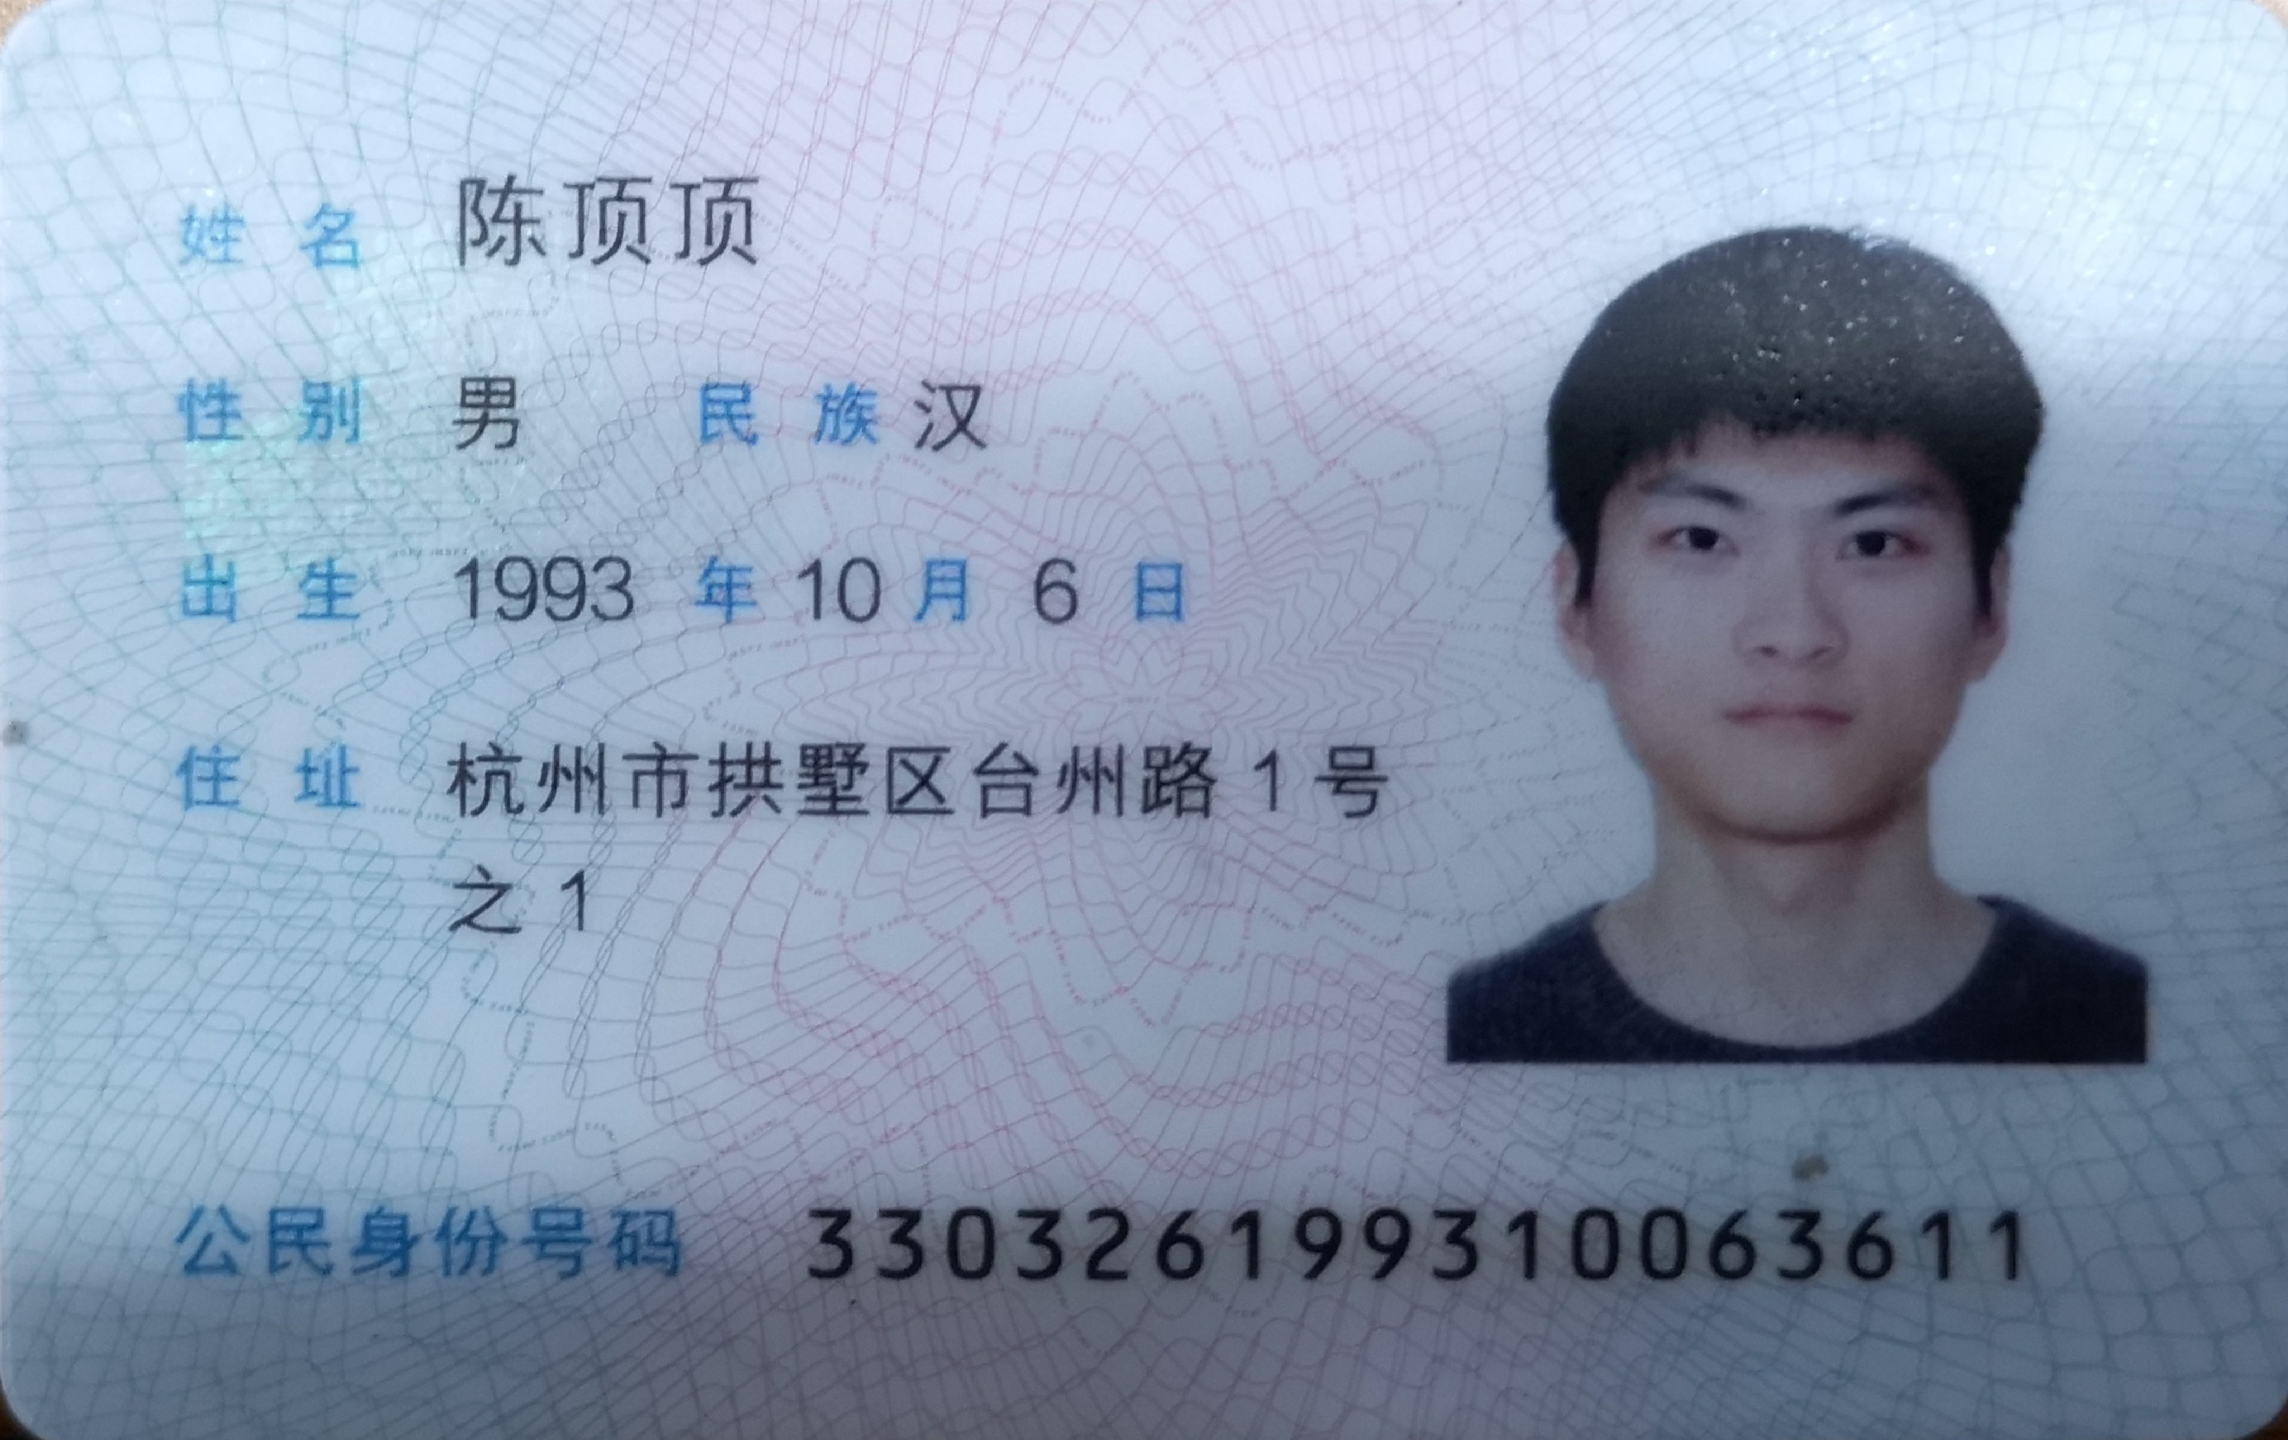 姓名 陈顶顶
性别 男 民族 汉
出生 1993 年 10 月 6 日
住址 杭州市拱墅区台州路 1 号
之 1
公民身份号码 330326199310063611